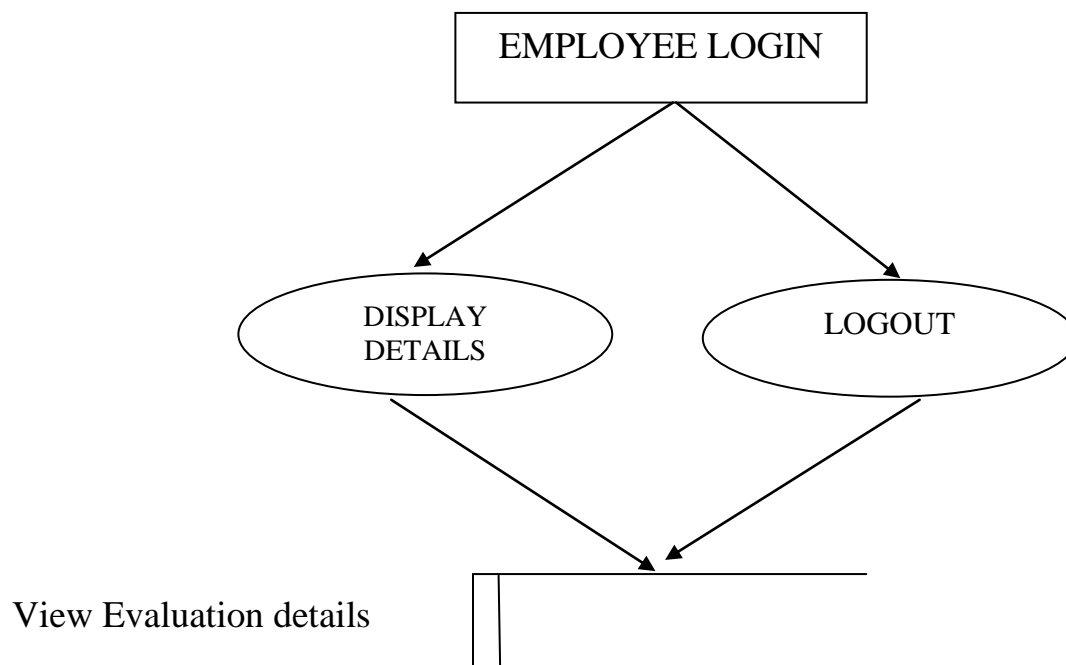 EMPLOYEE LOGIN
DISPLAY
DETAILS
LOGOUT
View Evaluation details